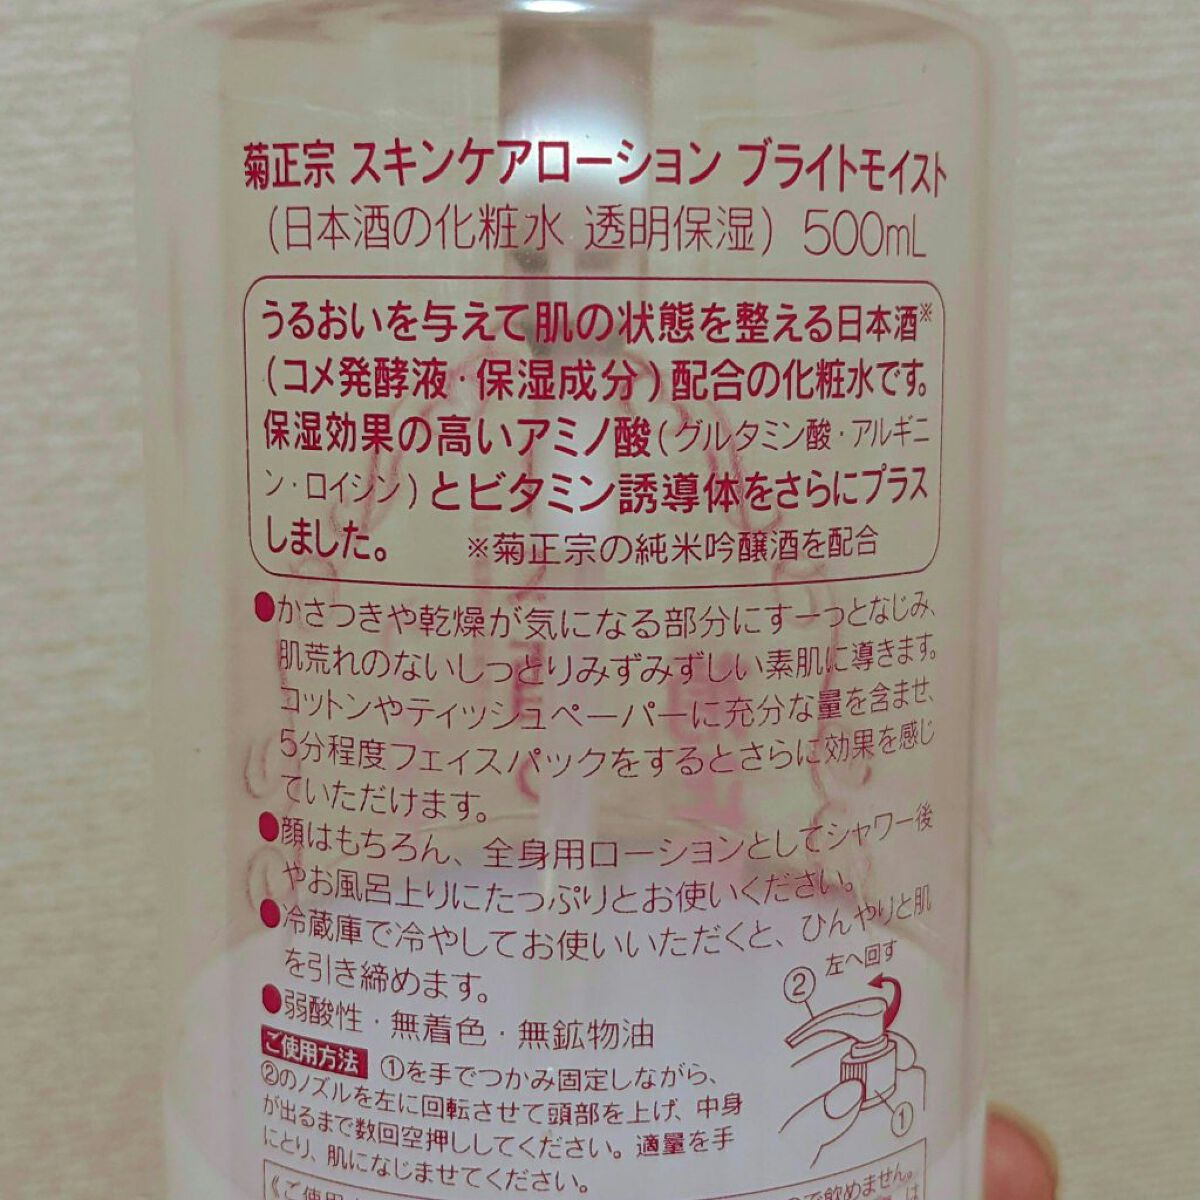 菊正宗 スキンケアローション ブライトモイスト
(日本酒の化粧水 透明保湿) 500mL
うるおいを与えて肌の状態を整える日本酒※
(コメ発酵液・保湿成分)配合の化粧水です。
保湿効果の高いアミノ酸(グルタミン酸・アルギニ
ン・ロイシン)とビタミン誘導体をさらにプラス
しました。 ※菊正宗の純米吟醸酒を配合
●かさつきや乾燥が気になる部分にすーっとなじみ、
肌荒れのないしっとりみずみずしい素肌に導きます。
コットンやティッシュペーパーに充分な量を含ませ、
5分程度フェイスパックをするとさらに効果を感じ
ていただけます。
●顔はもちろん、全身用ローションとしてシャワー後
やお風呂上りにたっぷりとお使いください。
●冷蔵庫で冷やしてお使いいただくと、ひんやりと肌
を引き締めます。
●弱酸性・無着色・無鉱物油
② 左へ回す
①
ご使用方法 ①を手でつかみ固定しながら、
②のノズルを左に回転させて頭部を上げ、中身
が出るまで数回空押ししてください。適量を手
にとり、肌になじませてください。
で飲めません。
《ご使用